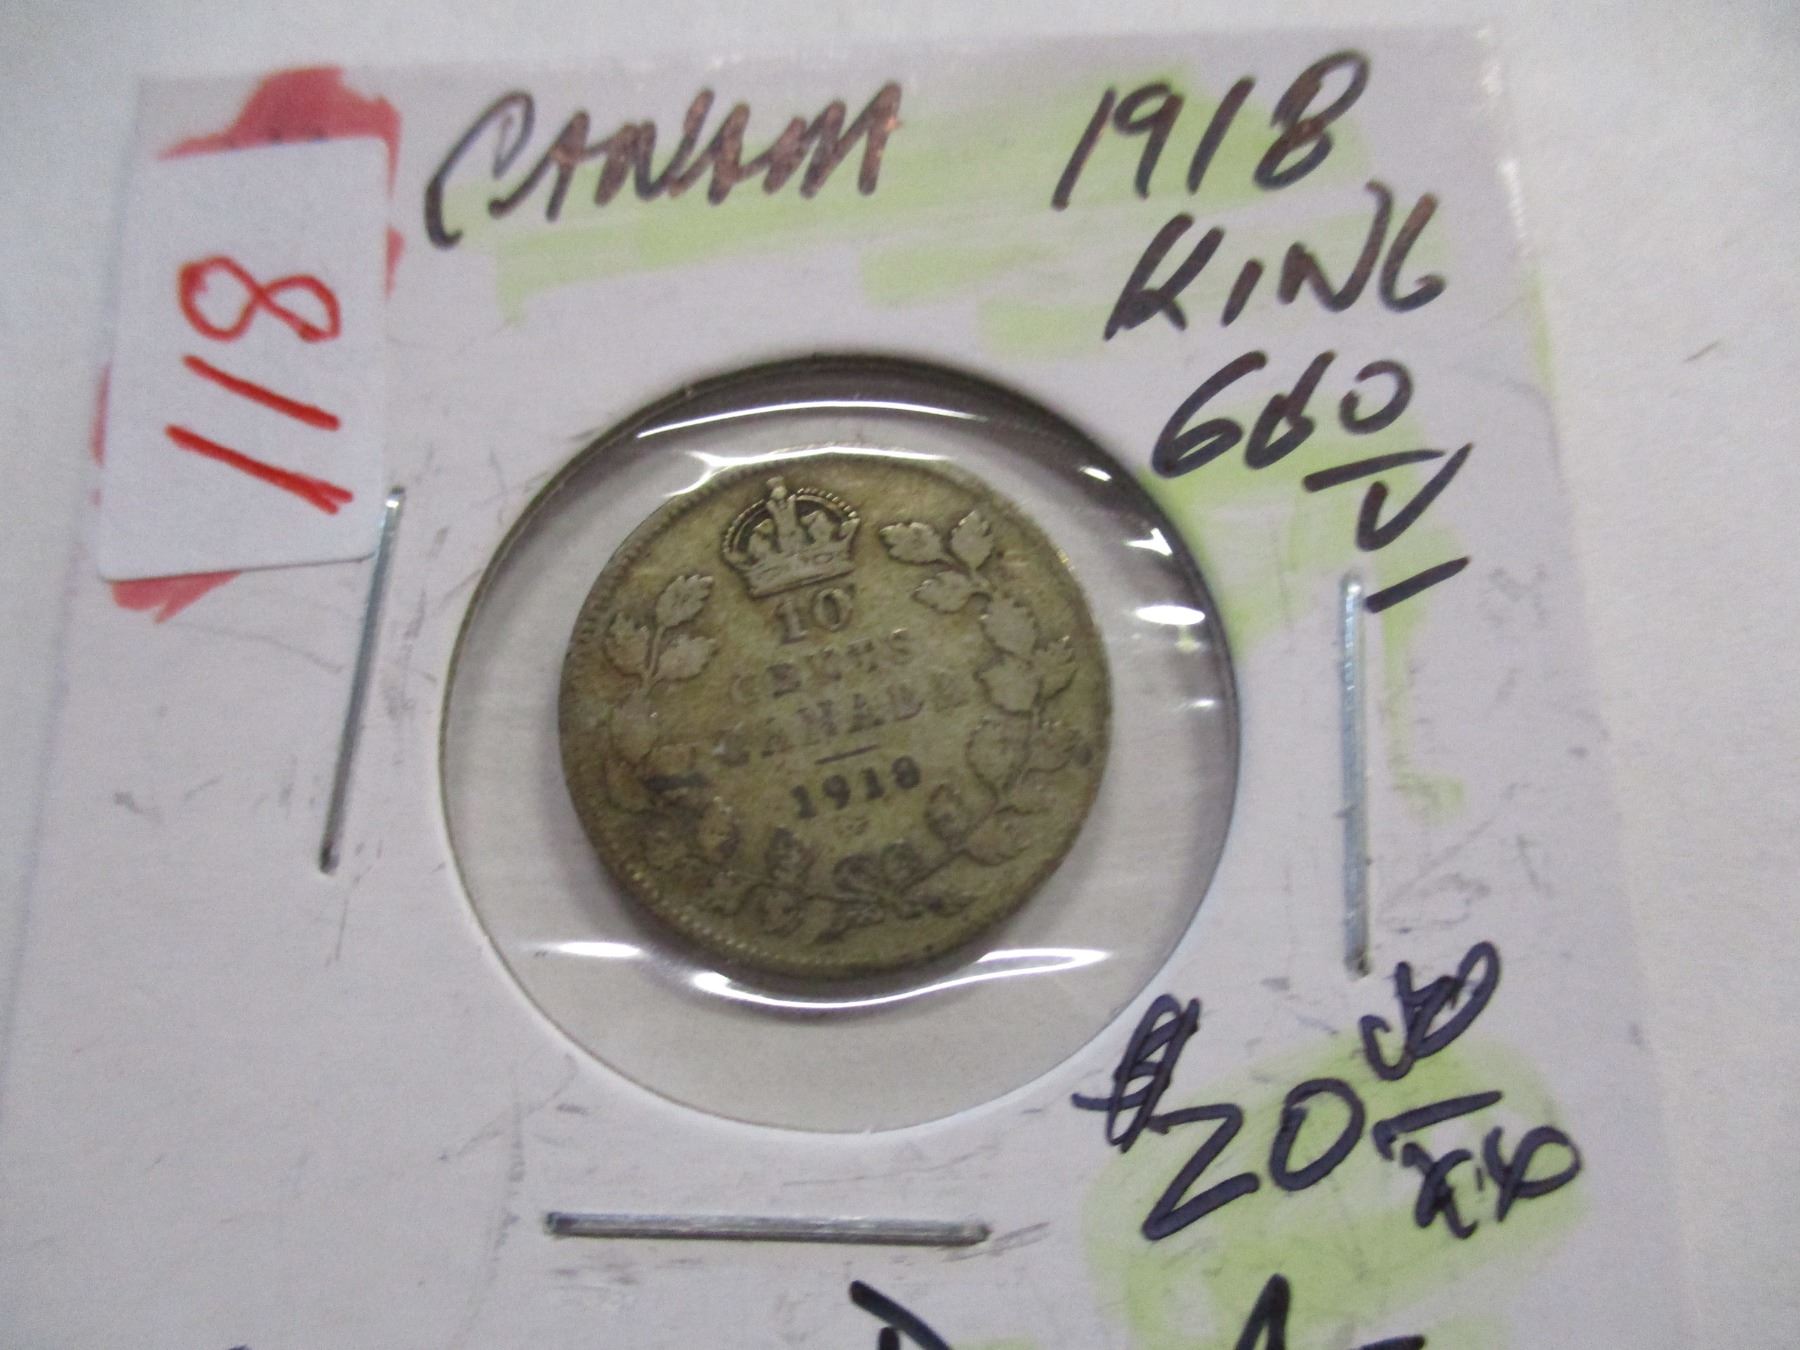 CANADA 1918
KING
GEO
V
118
10
CENTS
CANADA
1918
$20 00